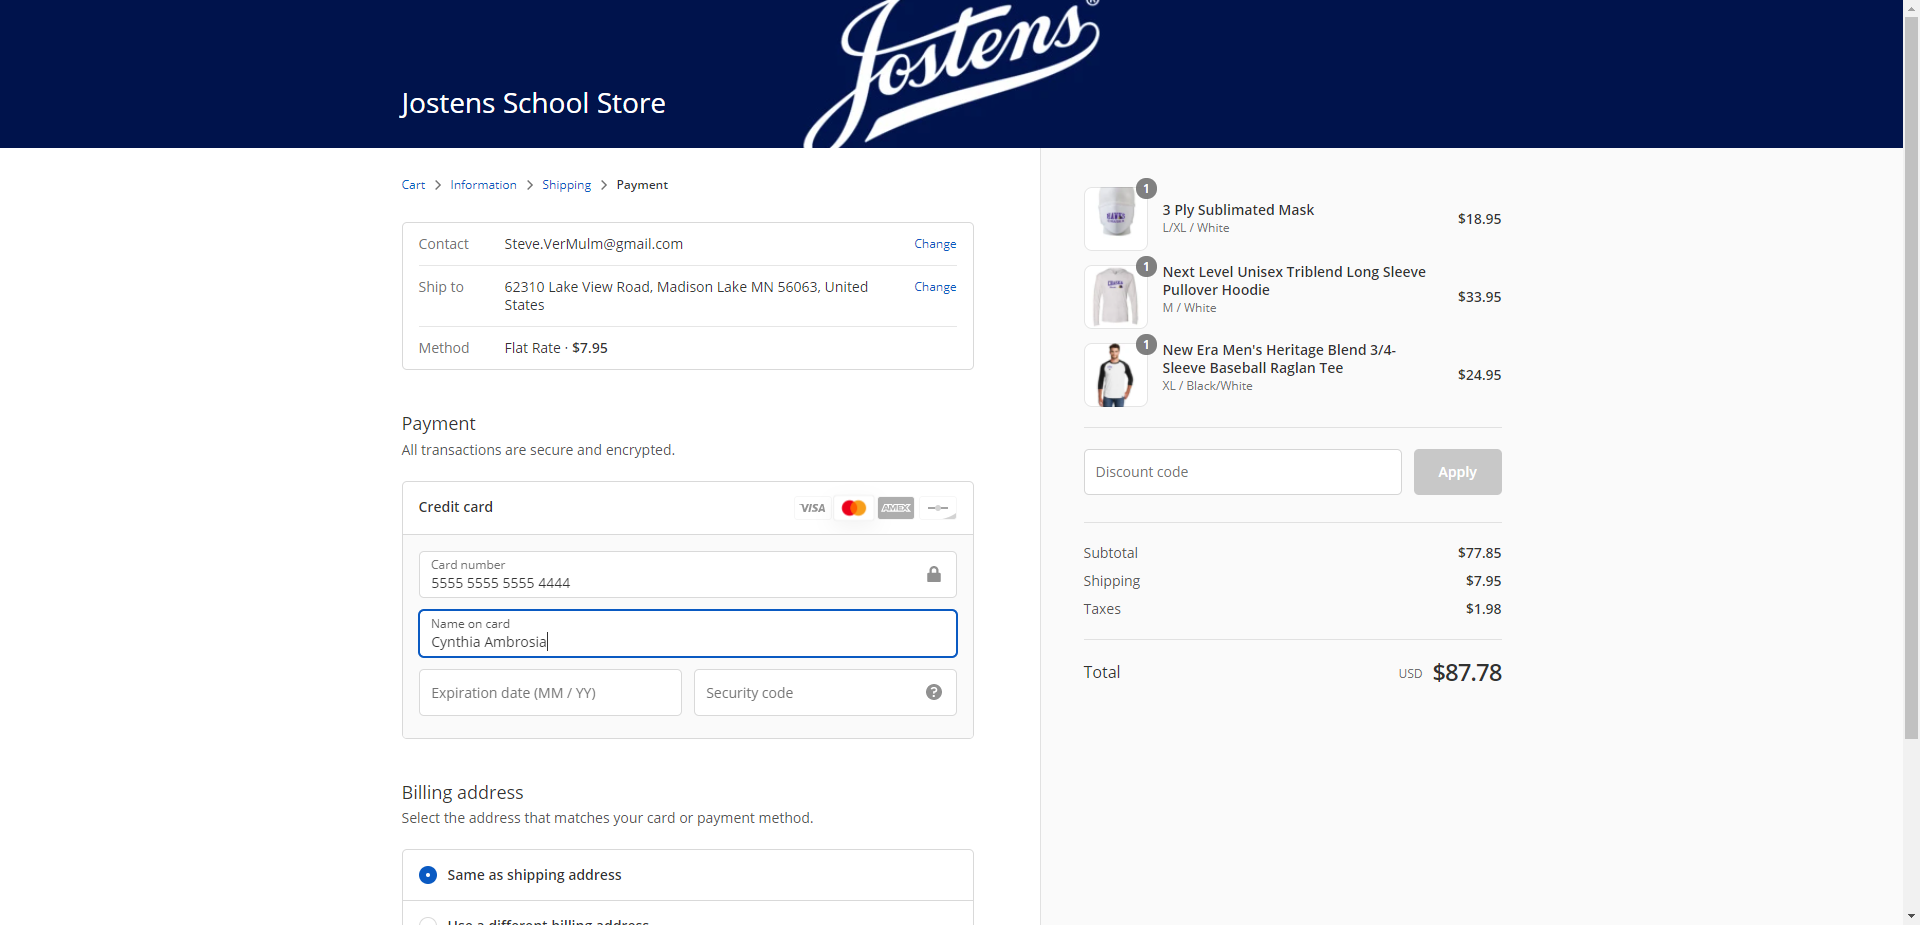 Jostens®
Jostens School Store
Cart > Information > Shipping > Payment
Contact Steve.VerMulm@gmail.com Change
Ship to 62310 Lake View Road, Madison Lake MN 56063, United States Change
Method Flat Rate · $7.95
Payment
All transactions are secure and encrypted.
Credit card VISA AMEX
Card number
5555 5555 5555 4444
Name on card
Cynthia Ambrosia
Expiration date (MM / YY) Security code ?
Billing address
Select the address that matches your card or payment method.
Same as shipping address
Use a different billing address
1
3 Ply Sublimated Mask
L/XL / White
$18.95
1
Next Level Unisex Triblend Long Sleeve
Pullover Hoodie
M / White
$33.95
1
New Era Men's Heritage Blend 3/4-
Sleeve Baseball Raglan Tee
XL / Black/White
$24.95
Discount code Apply
Subtotal $77.85
Shipping $7.95
Taxes $1.98
Total USD $87.78